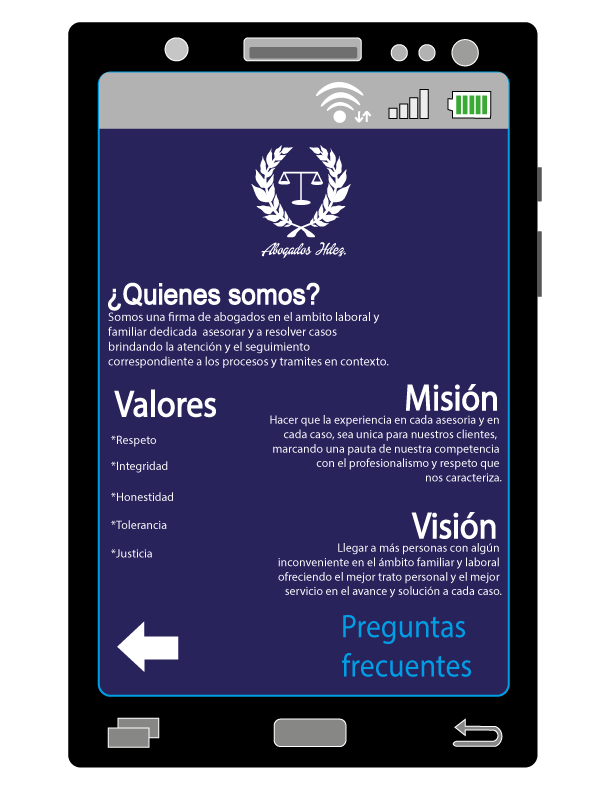 Abogados Hdez.
¿Quienes somos?
Somos una firma de abogados en el ambito laboral y
familiar dedicada asesorar y a resolver casos
brindando la atención y el seguimiento
correspondiente a los procesos y tramites en contexto.
Valores
*Respeto
*Integridad
*Honestidad
*Tolerancia
*Justicia
Misión
Hacer que la experiencia en cada asesoria y en
cada caso, sea unica para nuestros clientes,
marcando una pauta de nuestra competencia
con el profesionalismo y respeto que
nos caracteriza.
Visión
Llegar a más personas con algún
inconveniente en el ámbito familiar y laboral
ofreciendo el mejor trato personal y el mejor
servicio en el avance y solución a cada caso.
Preguntas
frecuentes